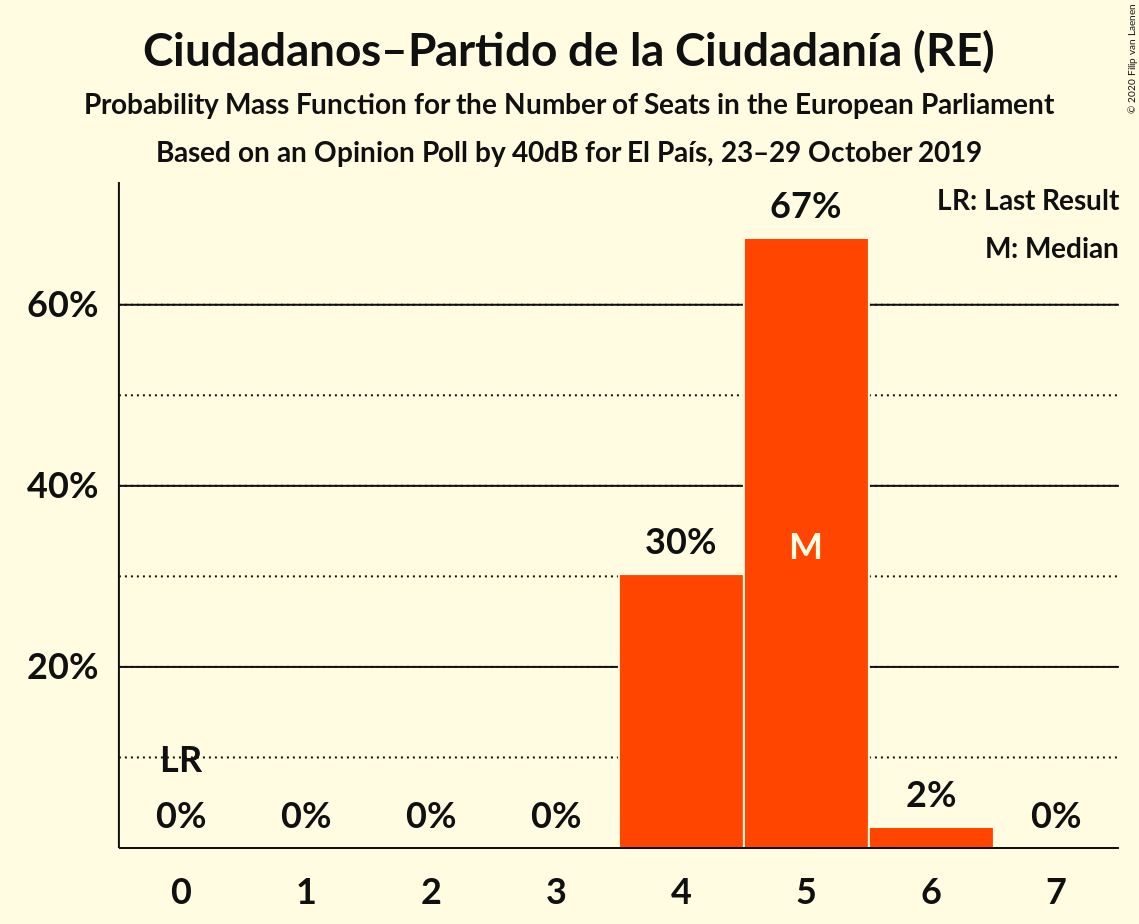 Ciudadanos–Partido de la Ciudadanía (RE)
Probability Mass Function for the Number of Seats in the European Parliament
Based on an Opinion Poll by 40dB for El País, 23–29 October 2019
© 2020 Filip van Laenen
LR: Last Result
M: Median
67%
60%
40%
30%
M
20%
LR
0% 0% 0% 0% 2% 0%
0 1 2 3 4 5 6 7